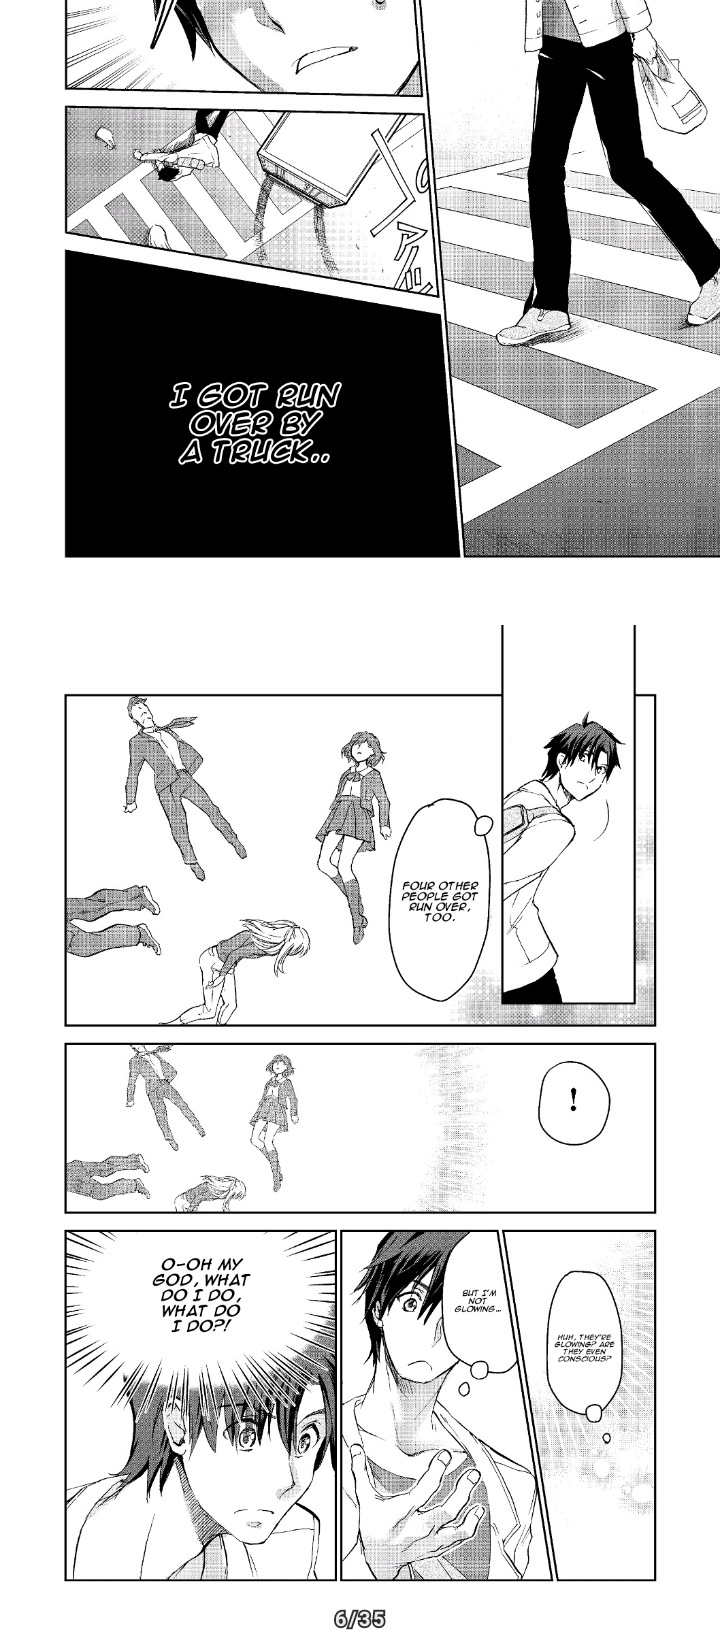 I GOT RUN
OVER BY
A TRUCK..
FOUR OTHER
PEOPLE GOT
RUN OVER,
TOO.
!
HUH, THEY'RE
GLOWING? ARE
THEY EVEN
CONSCIOUS?
BUT I'M
NOT
GLOWING...
O-OH MY
GOD, WHAT
DO I DO,
WHAT DO
I DO?!
6/35